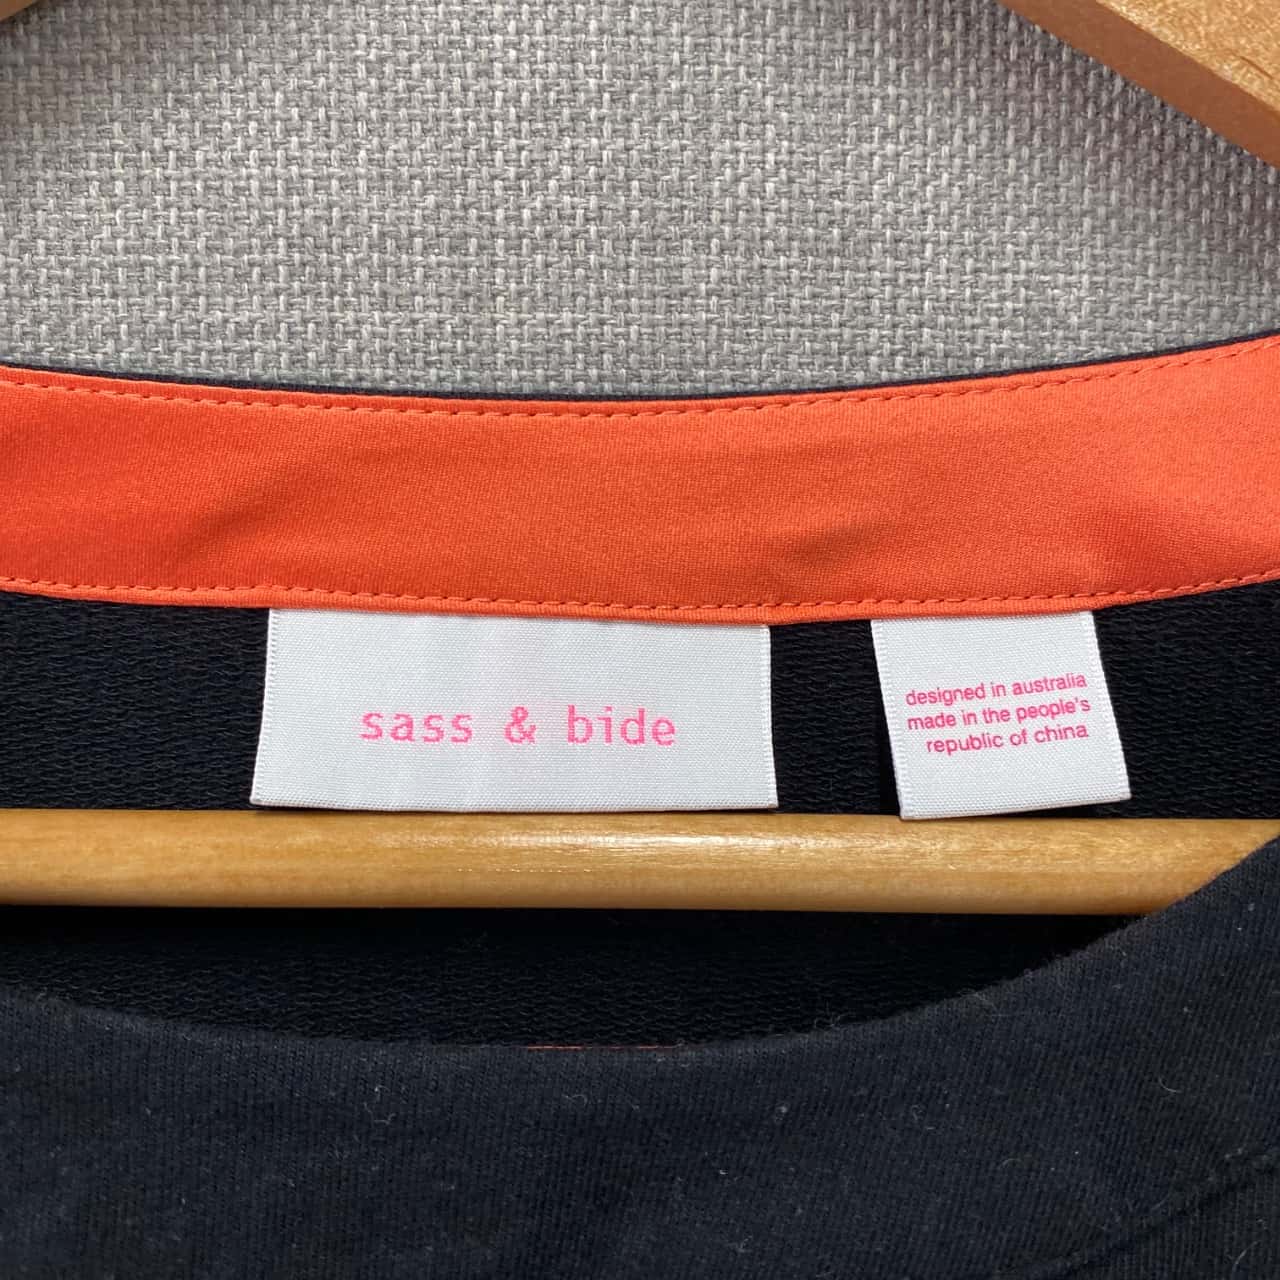 sass & bide
designed in australia
made in the people's
republic of china